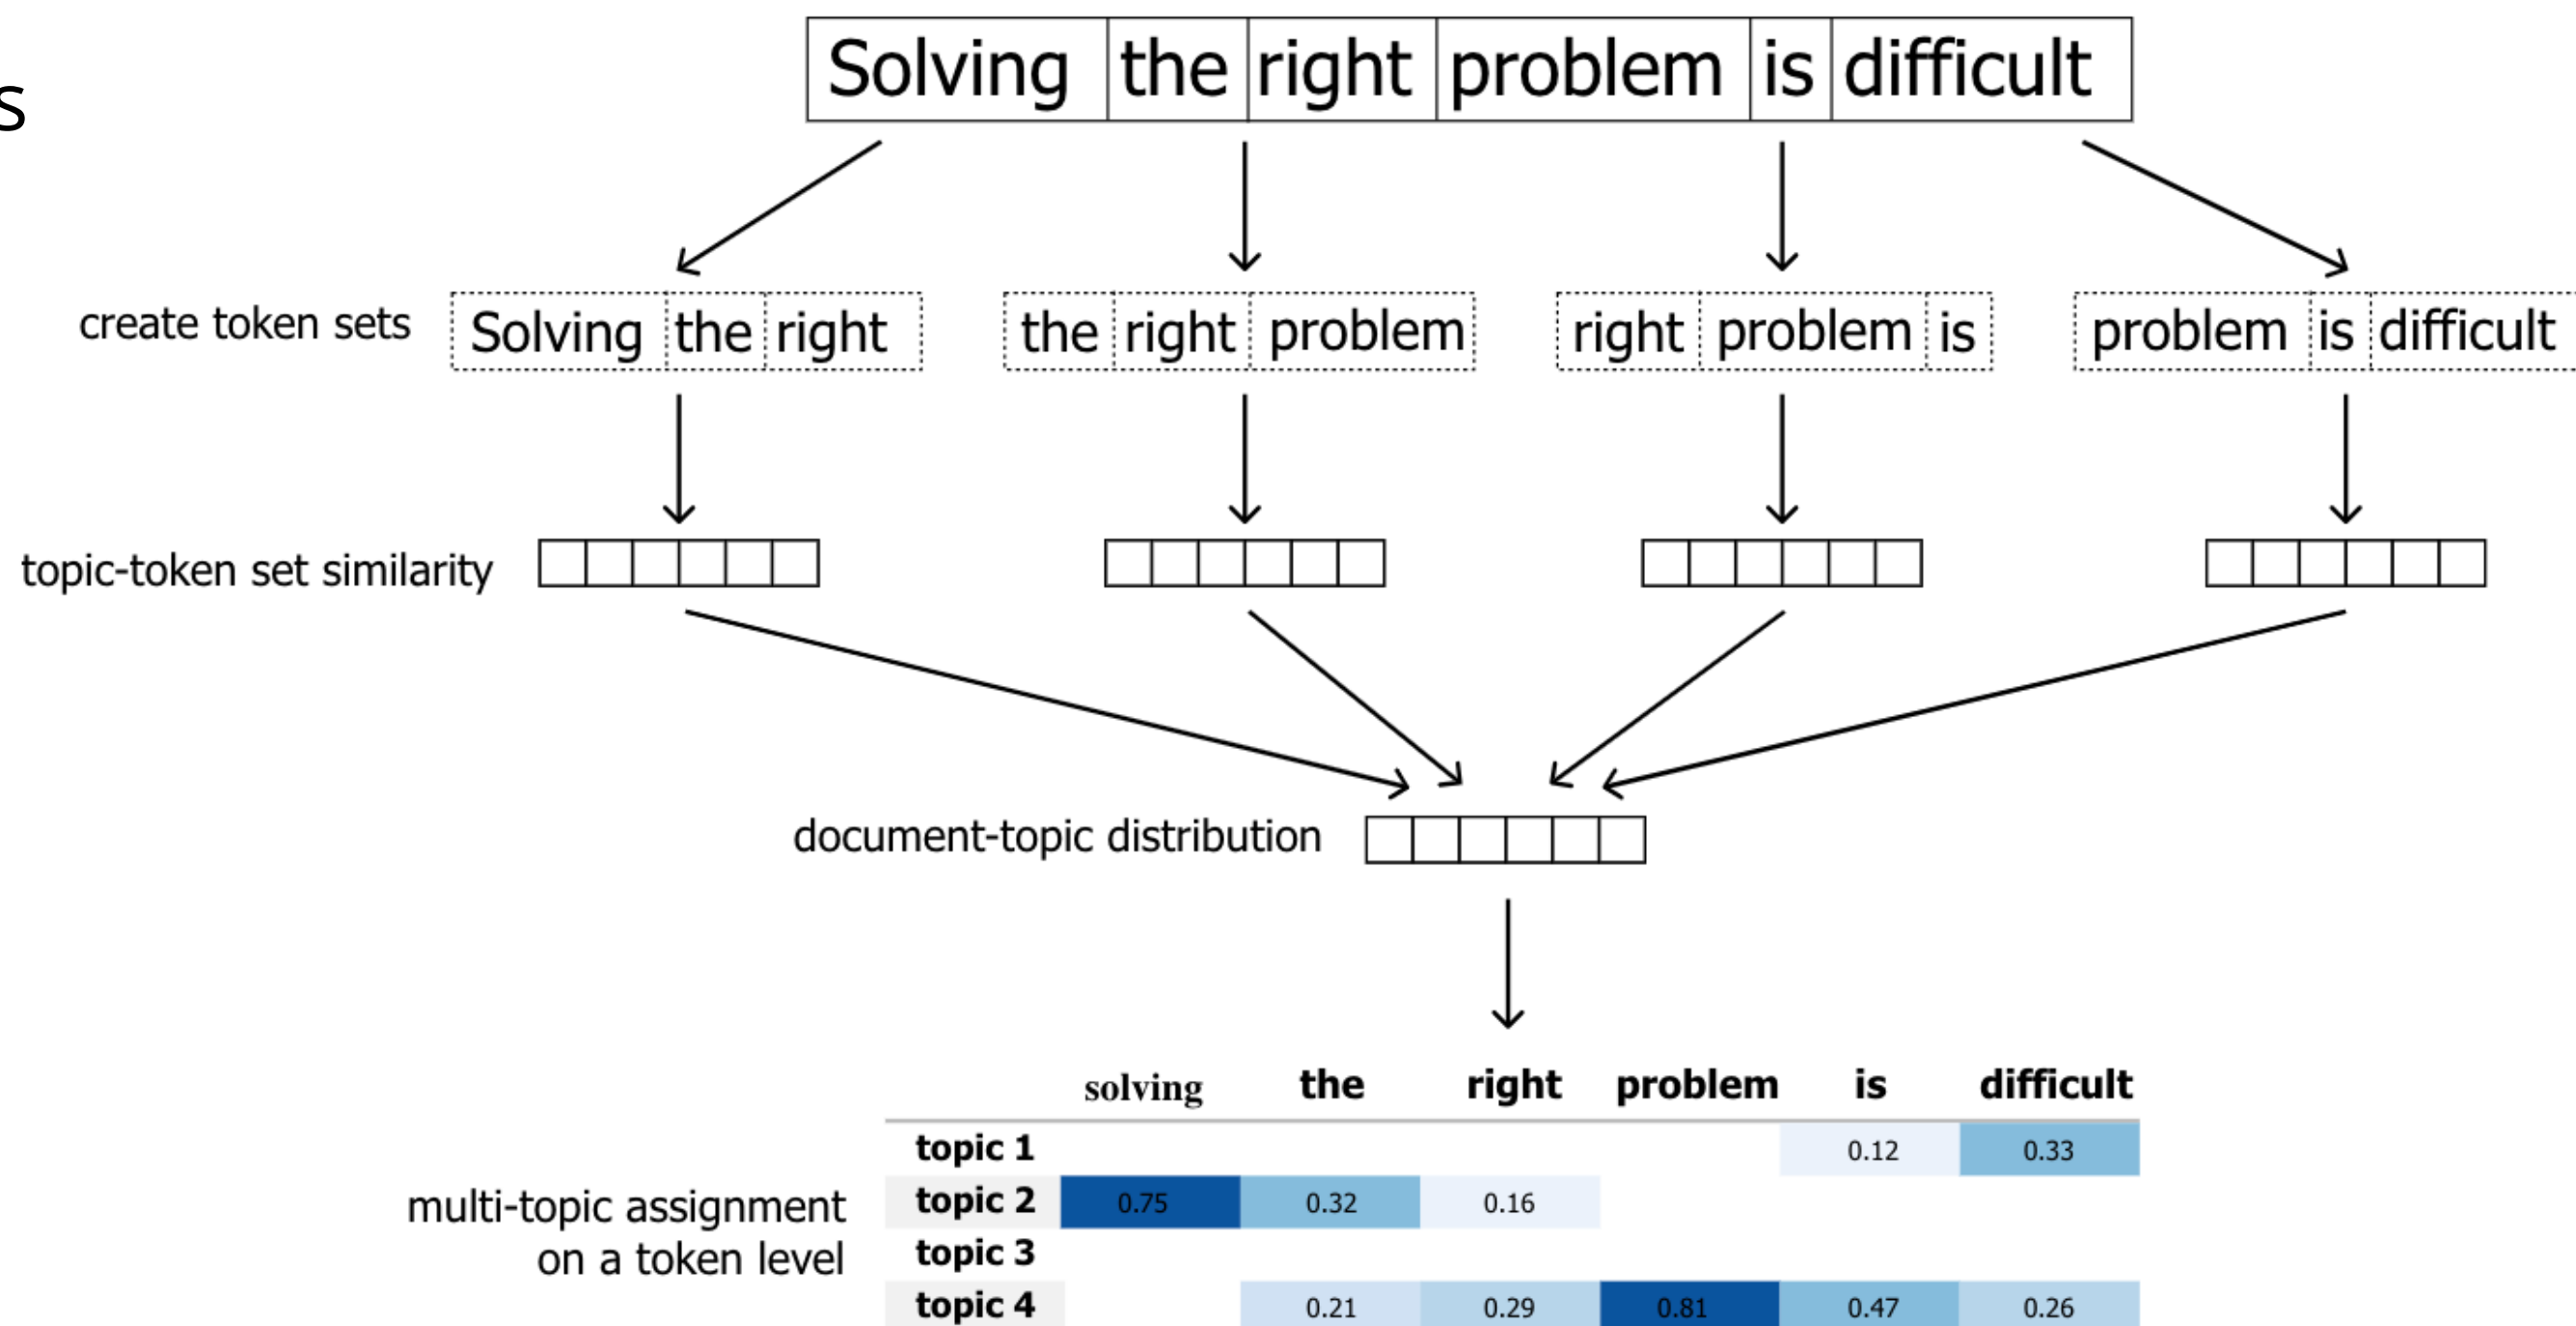 Solving the right problem is difficult
s
create token sets Solving the right the right problem right problem is problem is difficult
topic-token set similarity
document-topic distribution
solving the right problem is difficult
topic 1 0.12 0.33
multi-topic assignment topic 2 0.75 0.32 0.16
on a token level topic 3
topic 4 0.21 0.29 0.81 0.47 0.26